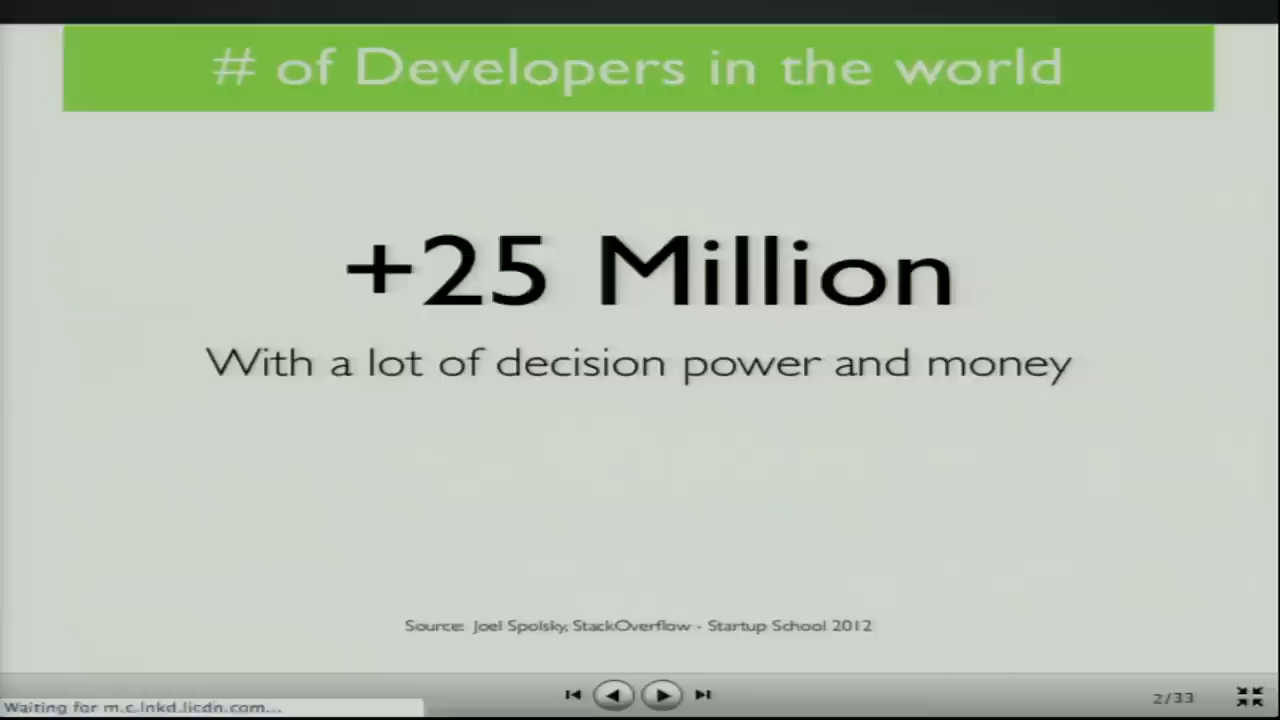 # of Developers in the world
+25 Million
With a lot of decision power and money
Source: Joel Spolsky, StackOverflow - Startup School 2012
2/33
Waiting for m.c.lnkd.licdn.com...